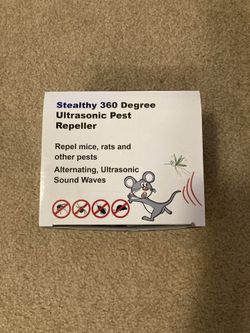 Stealthy 360 Degree
Ultrasonic Pest
Repeller
Repel mice, rats and
other pests
Alternating, Ultrasonic
Sound Waves